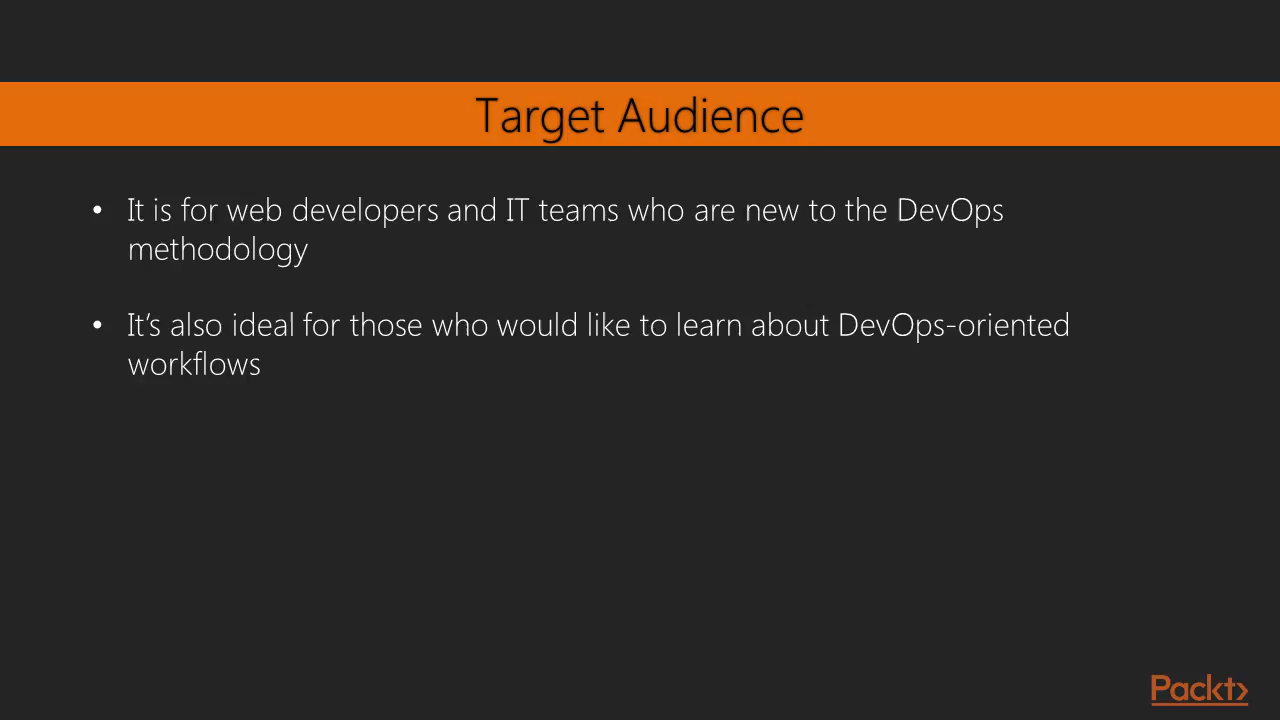 Target Audience
• It is for web developers and IT teams who are new to the DevOps
methodology
• It’s also ideal for those who would like to learn about DevOps-oriented
workflows
Packt>